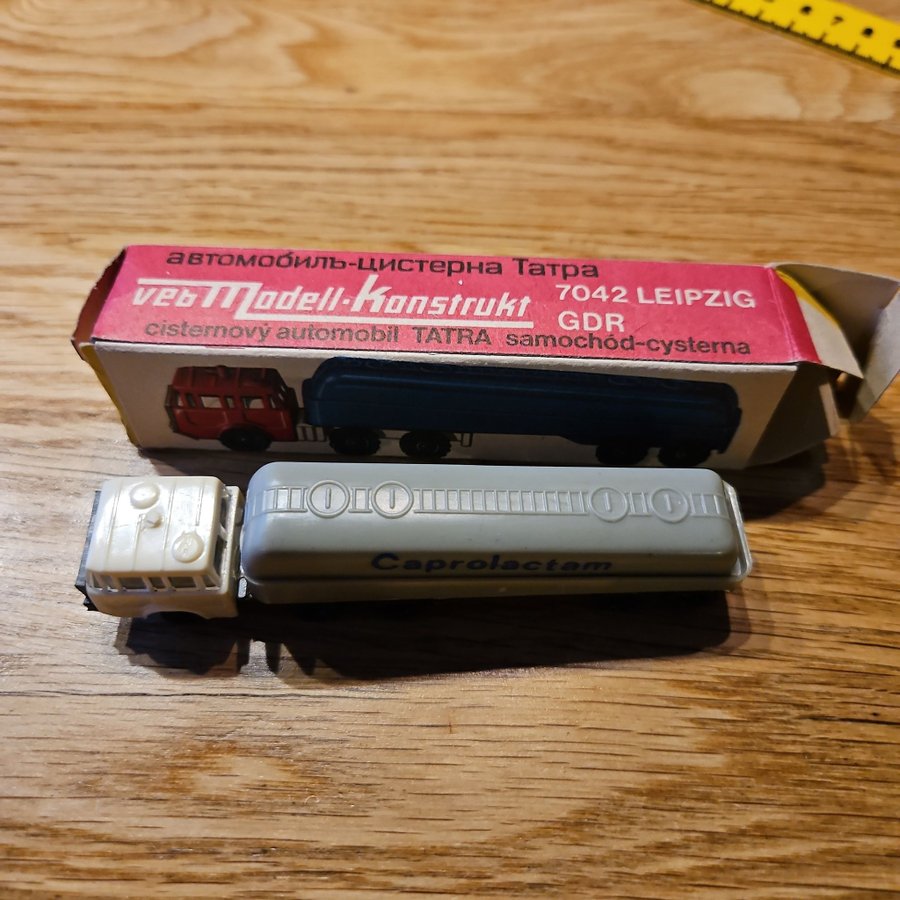 автомобиль-цистерна Татра
VEB Modell-Konstrukt 7042 LEIPZIG
GDR
cisternový automobil TATRA samochód-cysterna
Caprolactam